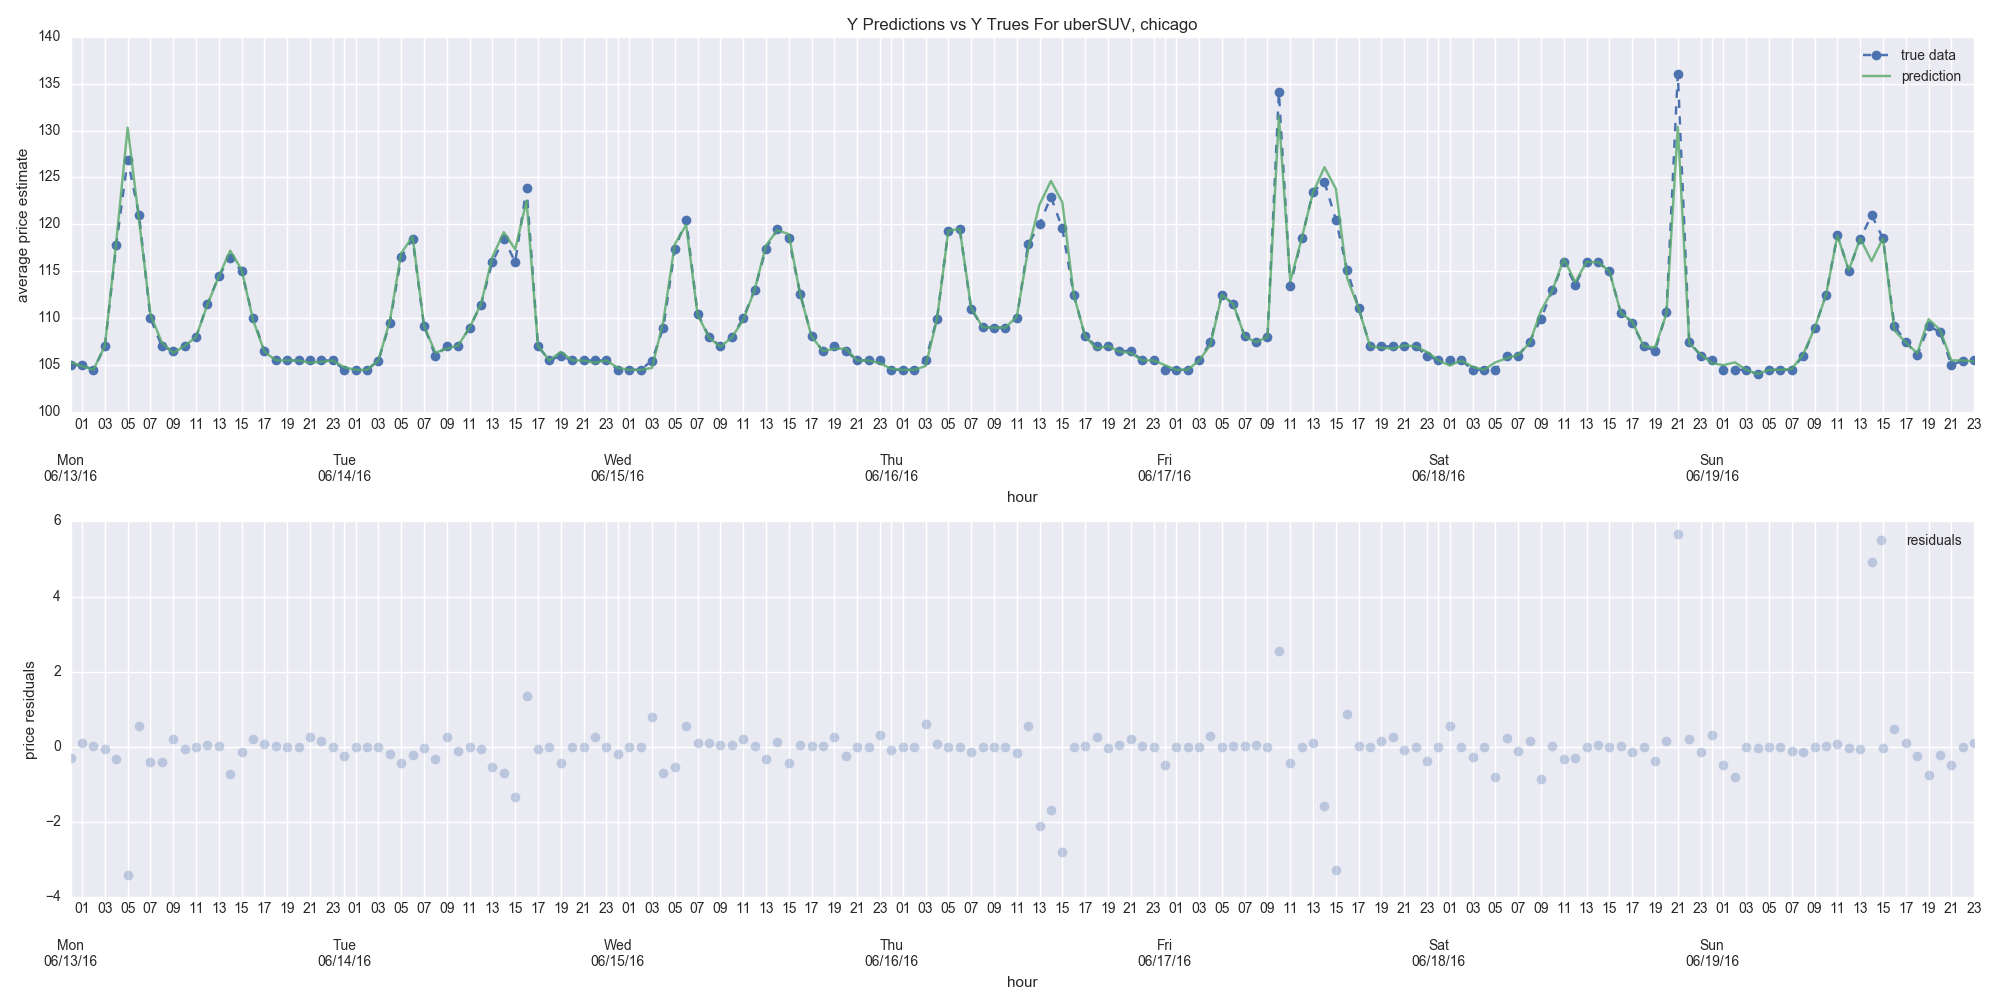 Y Predictions vs Y Trues For uberSUV, chicago
140
135
130
125
120
115
110
105
100
average price estimate
true data
prediction
01 03 05 07 09 11 13 15 17 19 21 23 01 03 05 07 09 11 13 15 17 19 21 23 01 03 05 07 09 11 13 15 17 19 21 23 01 03 05 07 09 11 13 15 17 19 21 23 01 03 05 07 09 11 13 15 17 19 21 23 01 03 05 07 09 11 13 15 17 19 21 23 01 03 05 07 09 11 13 15 17 19 21 23
Mon Tue Wed Thu Fri Sat Sun
06/13/16 06/14/16 06/15/16 06/16/16 06/17/16 06/18/16 06/19/16
hour
6
4
2
0
−2
−4
price residuals
residuals
01 03 05 07 09 11 13 15 17 19 21 23 01 03 05 07 09 11 13 15 17 19 21 23 01 03 05 07 09 11 13 15 17 19 21 23 01 03 05 07 09 11 13 15 17 19 21 23 01 03 05 07 09 11 13 15 17 19 21 23 01 03 05 07 09 11 13 15 17 19 21 23 01 03 05 07 09 11 13 15 17 19 21 23
Mon Tue Wed Thu Fri Sat Sun
06/13/16 06/14/16 06/15/16 06/16/16 06/17/16 06/18/16 06/19/16
hour